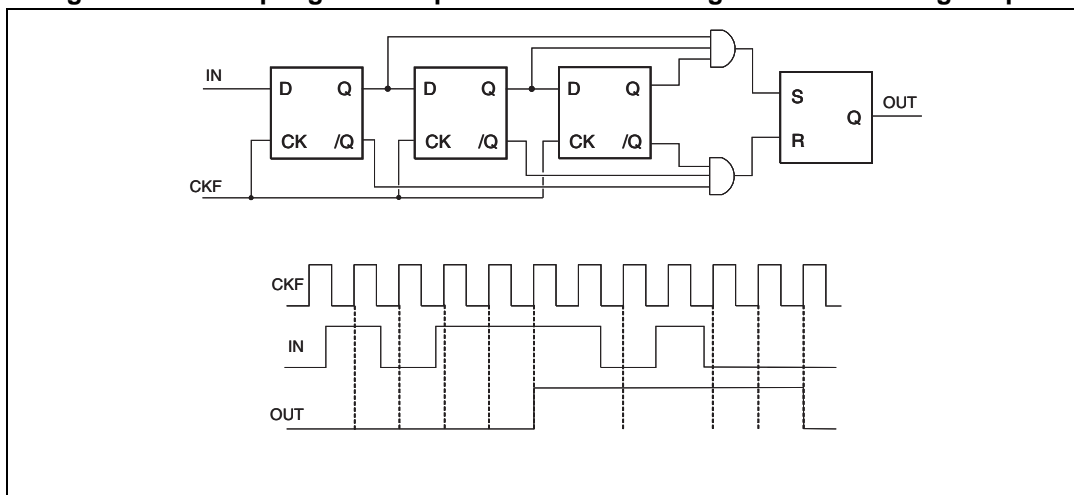 IN
D Q D Q D Q
S
Q
OUT
CK /Q CK /Q CK /Q
R
CKF
CKF
IN
OUT